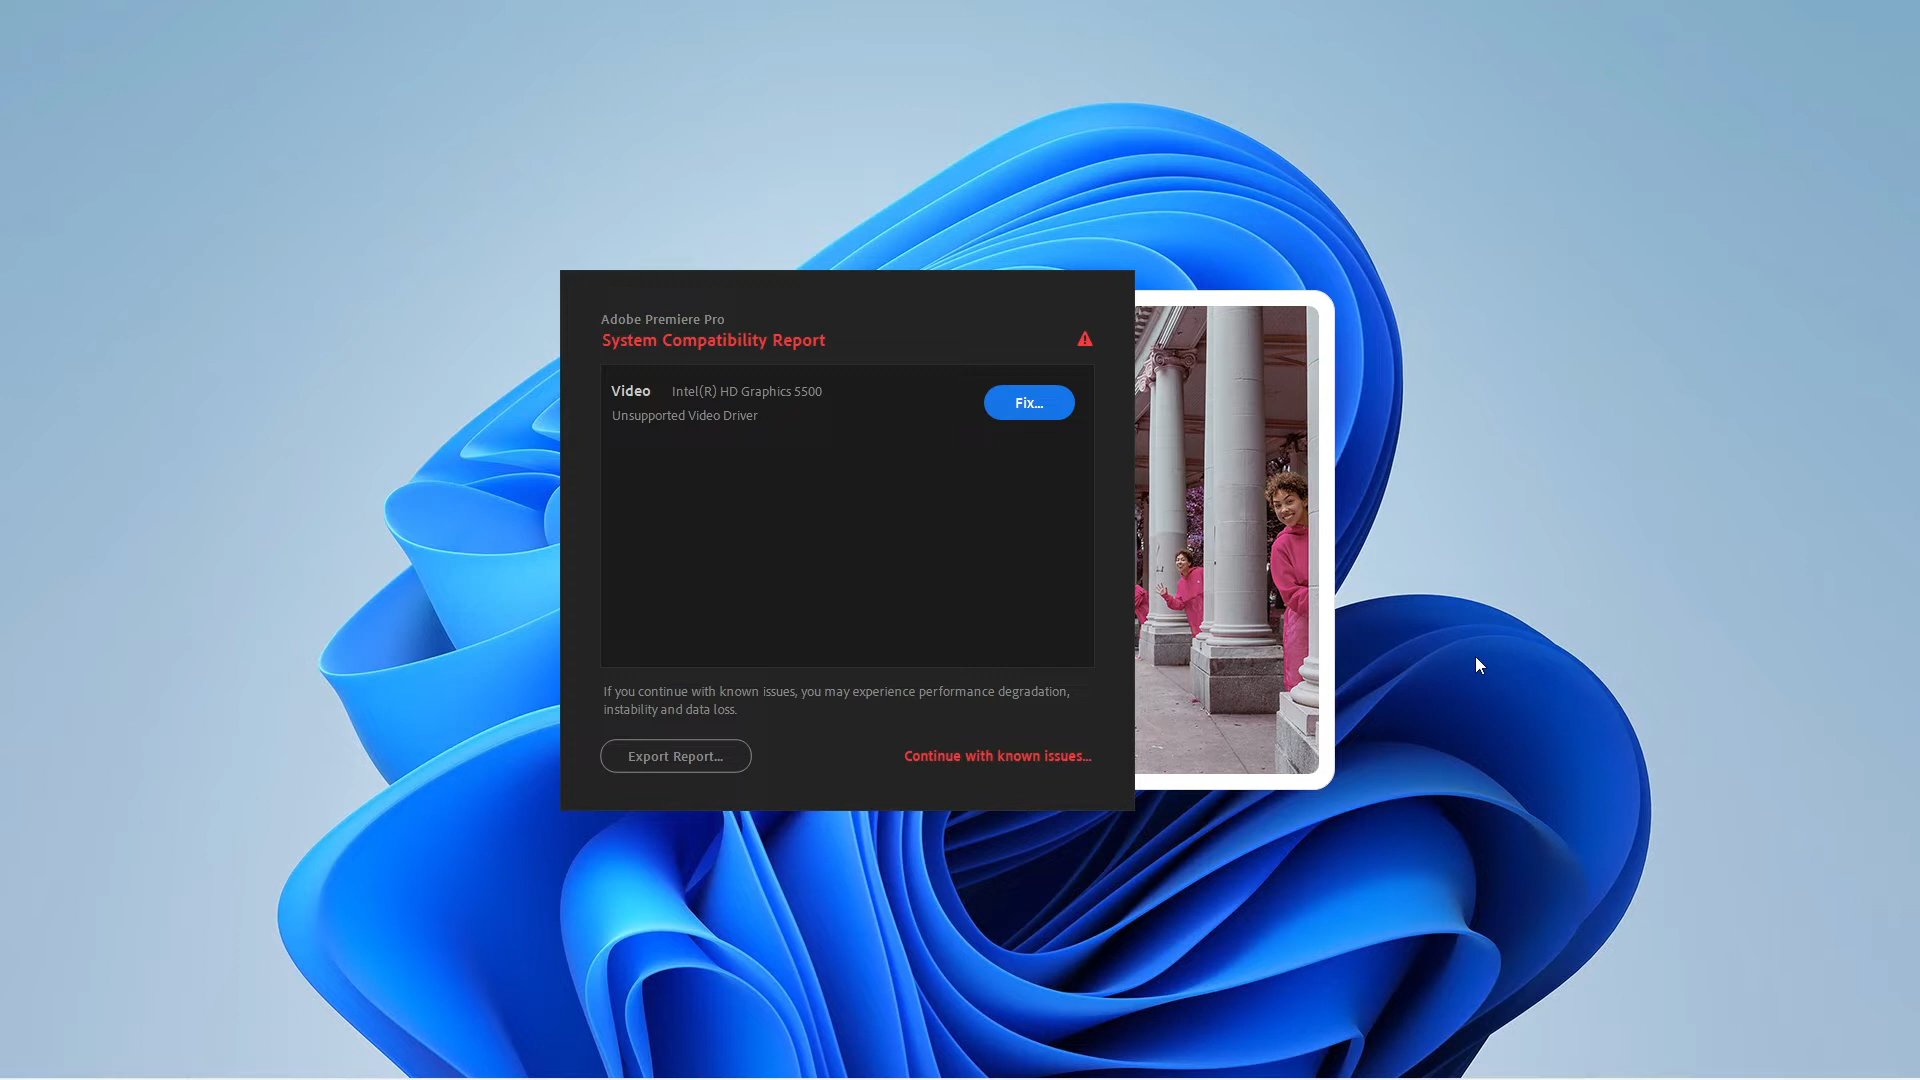 Adobe Premiere Pro
System Compatibility Report
Video Intel(R) HD Graphics 5500
Fix...
Unsupported Video Driver
If you continue with known issues, you may experience performance degradation,
instability and data loss.
Export Report...
Continue with known issues...